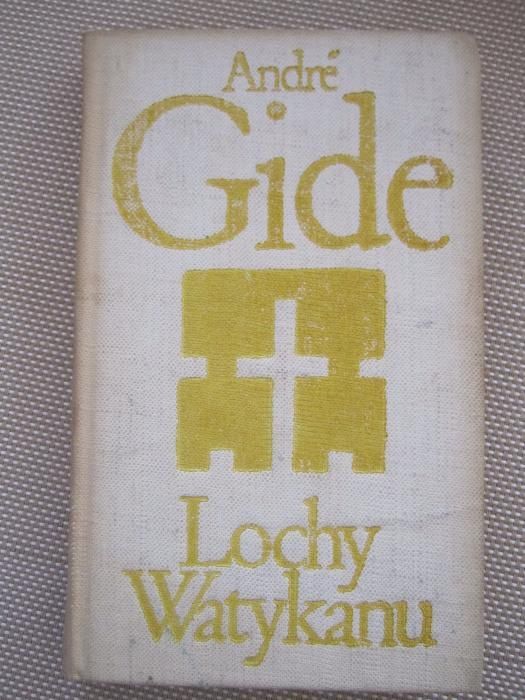 André
Gide
Lochy
Watykanu